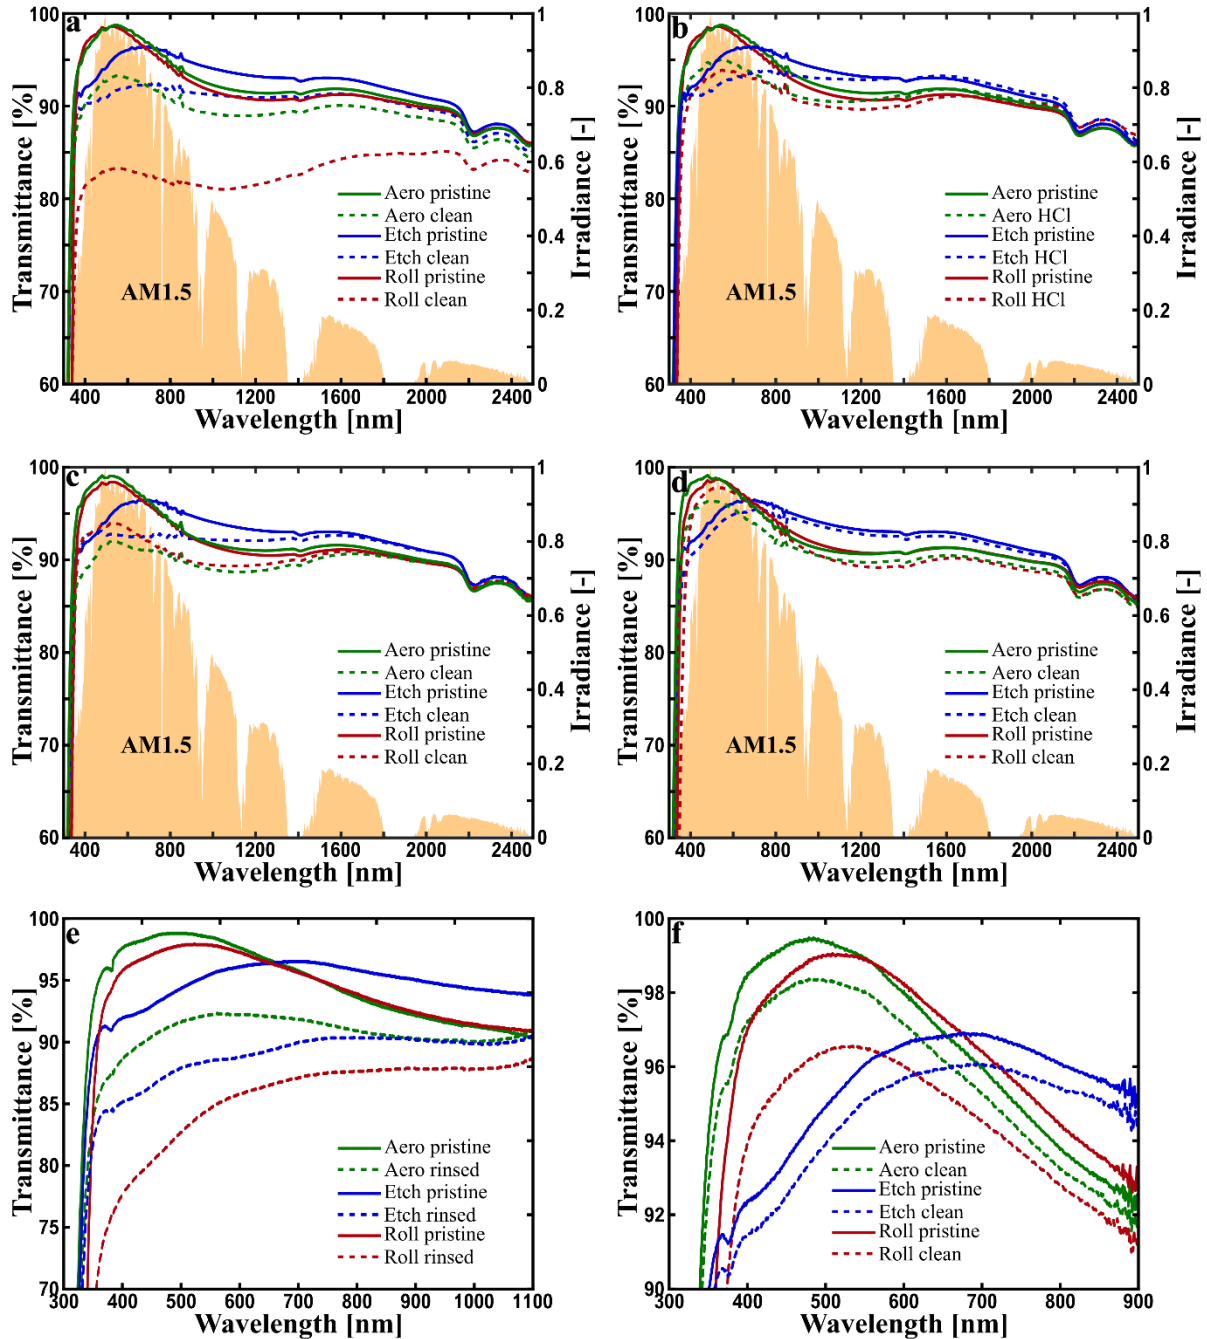 a
Transmittance [%]
100
90
80
70
60
1
0.8
0.6
0.4
0.2
0
Irradiance [-]
Aero pristine
Aero clean
Etch pristine
Etch clean
Roll pristine
Roll clean
AM1.5
400 800 1200 1600 2000 2400
Wavelength [nm]
b
Transmittance [%]
100
90
80
70
60
1
0.8
0.6
0.4
0.2
0
Irradiance [-]
Aero pristine
Aero HCl
Etch pristine
Etch HCl
Roll pristine
Roll HCl
AM1.5
400 800 1200 1600 2000 2400
Wavelength [nm]
c
Transmittance [%]
100
90
80
70
60
1
0.8
0.6
0.4
0.2
0
Irradiance [-]
Aero pristine
Aero clean
Etch pristine
Etch clean
Roll pristine
Roll clean
AM1.5
400 800 1200 1600 2000 2400
Wavelength [nm]
d
Transmittance [%]
100
90
80
70
60
1
0.8
0.6
0.4
0.2
0
Irradiance [-]
Aero pristine
Aero clean
Etch pristine
Etch clean
Roll pristine
Roll clean
AM1.5
400 800 1200 1600 2000 2400
Wavelength [nm]
e
Transmittance [%]
100
95
90
85
80
75
70
Aero pristine
Aero rinsed
Etch pristine
Etch rinsed
Roll pristine
Roll rinsed
300 400 500 600 700 800 900 1000 1100
Wavelength [nm]
f
Transmittance [%]
100
98
96
94
92
90
Aero pristine
Aero clean
Etch pristine
Etch clean
Roll pristine
Roll clean
300 400 500 600 700 800 900
Wavelength [nm]